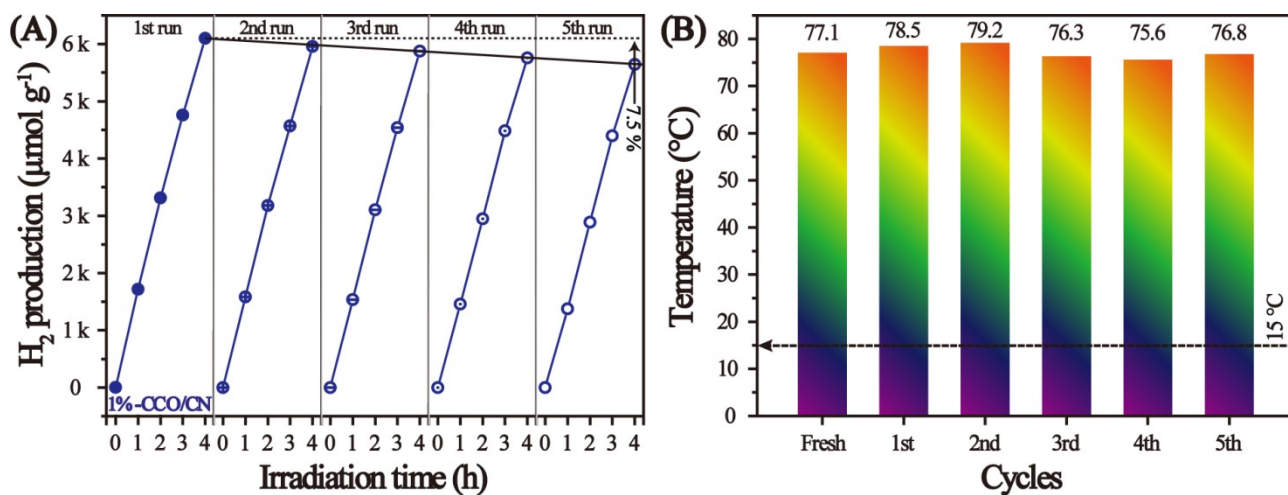 (A)
1st run 2nd run 3rd run 4th run 5th run
6 k
5 k
4 k
3 k
2 k
1 k
0
H₂ production (μmol g⁻¹)
7.5 %
1%-CCO/CN
0 1 2 3 4 0 1 2 3 4 0 1 2 3 4 0 1 2 3 4 0 1 2 3 4
Irradiation time (h)
(B)
77.1 78.5 79.2 76.3 75.6 76.8
80
70
60
50
40
30
20
10
0
Temperature (°C)
15 °C
Fresh 1st 2nd 3rd 4th 5th
Cycles